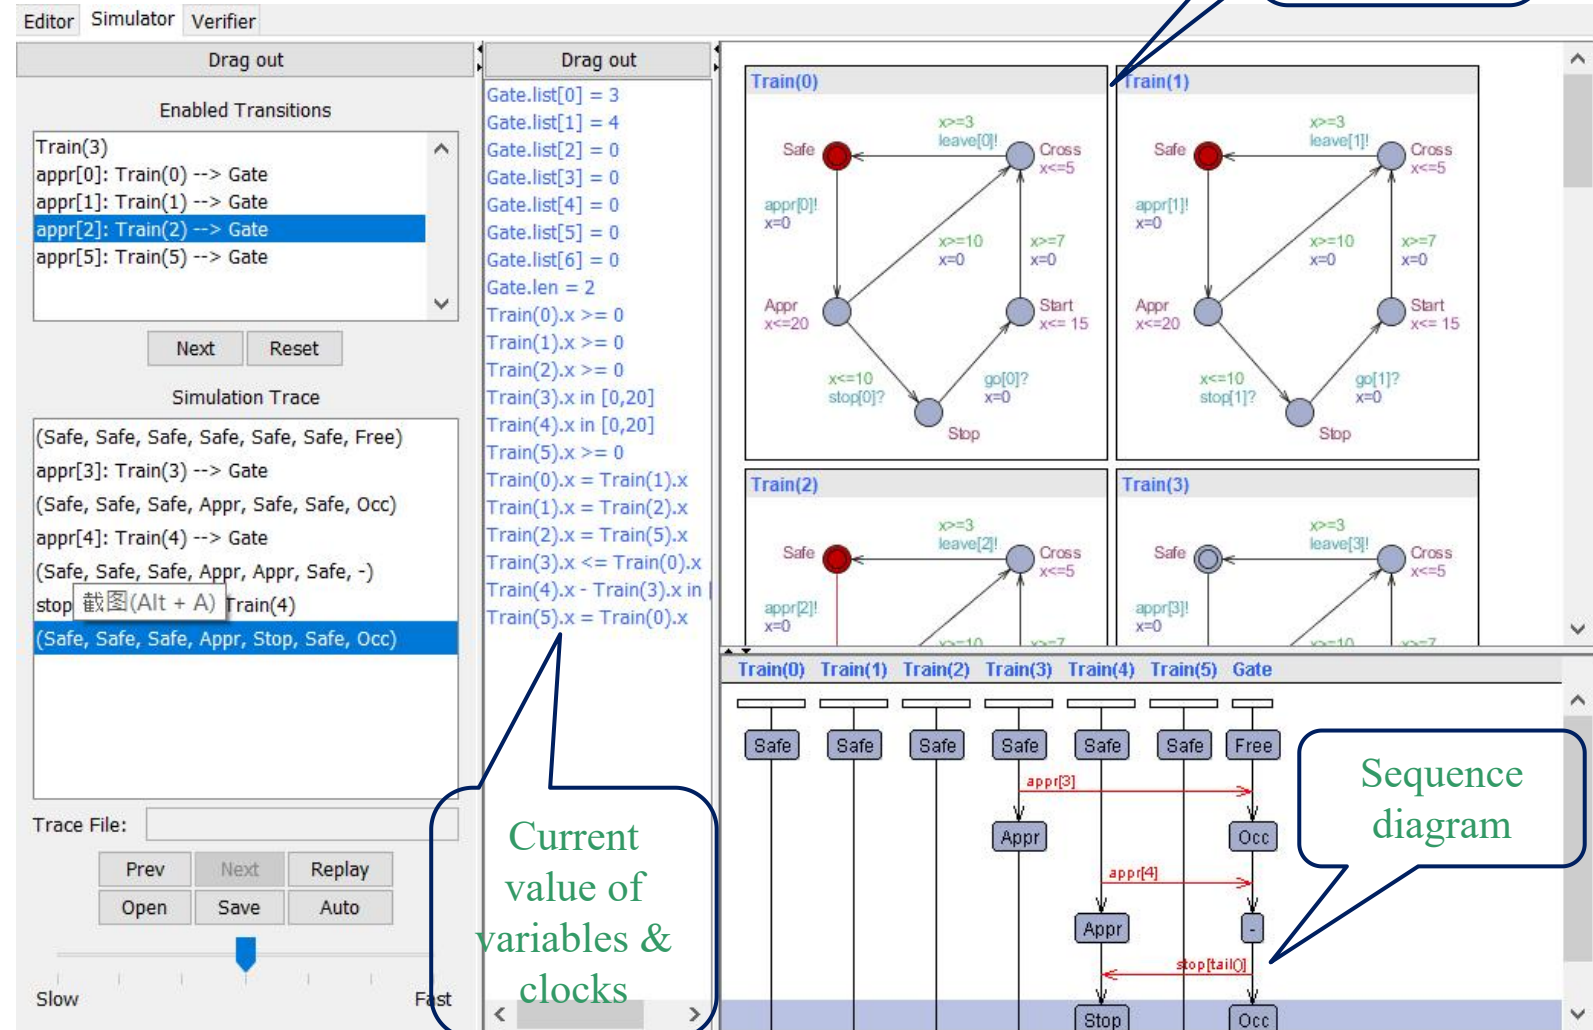 Editor Simulator Verifier
Drag out
Enabled Transitions
Train(3)
appr[0]: Train(0) --> Gate
appr[1]: Train(1) --> Gate
appr[2]: Train(2) --> Gate
appr[5]: Train(5) --> Gate
Next Reset
Simulation Trace
(Safe, Safe, Safe, Safe, Safe, Safe, Free)
appr[3]: Train(3) --> Gate
(Safe, Safe, Safe, Appr, Safe, Safe, Occ)
appr[4]: Train(4) --> Gate
(Safe, Safe, Safe, Appr, Appr, Safe, -)
stop 截图(Alt + A) Train(4)
(Safe, Safe, Safe, Appr, Stop, Safe, Occ)
Trace File:
Prev Next Replay
Open Save Auto
Slow Fast
Drag out
Gate.list[0] = 3
Gate.list[1] = 4
Gate.list[2] = 0
Gate.list[3] = 0
Gate.list[4] = 0
Gate.list[5] = 0
Gate.list[6] = 0
Gate.len = 2
Train(0).x >= 0
Train(1).x >= 0
Train(2).x >= 0
Train(3).x in [0,20]
Train(4).x in [0,20]
Train(5).x >= 0
Train(0).x = Train(1).x
Train(1).x = Train(2).x
Train(2).x = Train(5).x
Train(3).x <= Train(0).x
Train(4).x - Train(3).x in [
Train(5).x = Train(0).x
Current
value of
variables &
clocks
Train(0)
x>=3
leave[0]!
Safe
Cross
x<=5
appr[0]!
x=0
x>=10
x=0
x>=7
x=0
Appr
x<=20
Start
x<= 15
x<=10
stop[0]?
go[0]?
x=0
Stop
Train(1)
x>=3
leave[1]!
Safe
Cross
x<=5
appr[1]!
x=0
x>=10
x=0
x>=7
x=0
Appr
x<=20
Start
x<= 15
x<=10
stop[1]?
go[1]?
x=0
Stop
Train(2)
x>=3
leave[2]!
Safe
Cross
x<=5
appr[2]!
x=0
x>=10
x>=7
Train(3)
x>=3
leave[3]!
Safe
Cross
x<=5
appr[3]!
x=0
x>=10
x>=7
Train(0) Train(1) Train(2) Train(3) Train(4) Train(5) Gate
Safe Safe Safe Safe Safe Safe Free
appr[3]
Appr Occ
appr[4]
Appr -
stop[tail()]
Stop Occ
Sequence
diagram